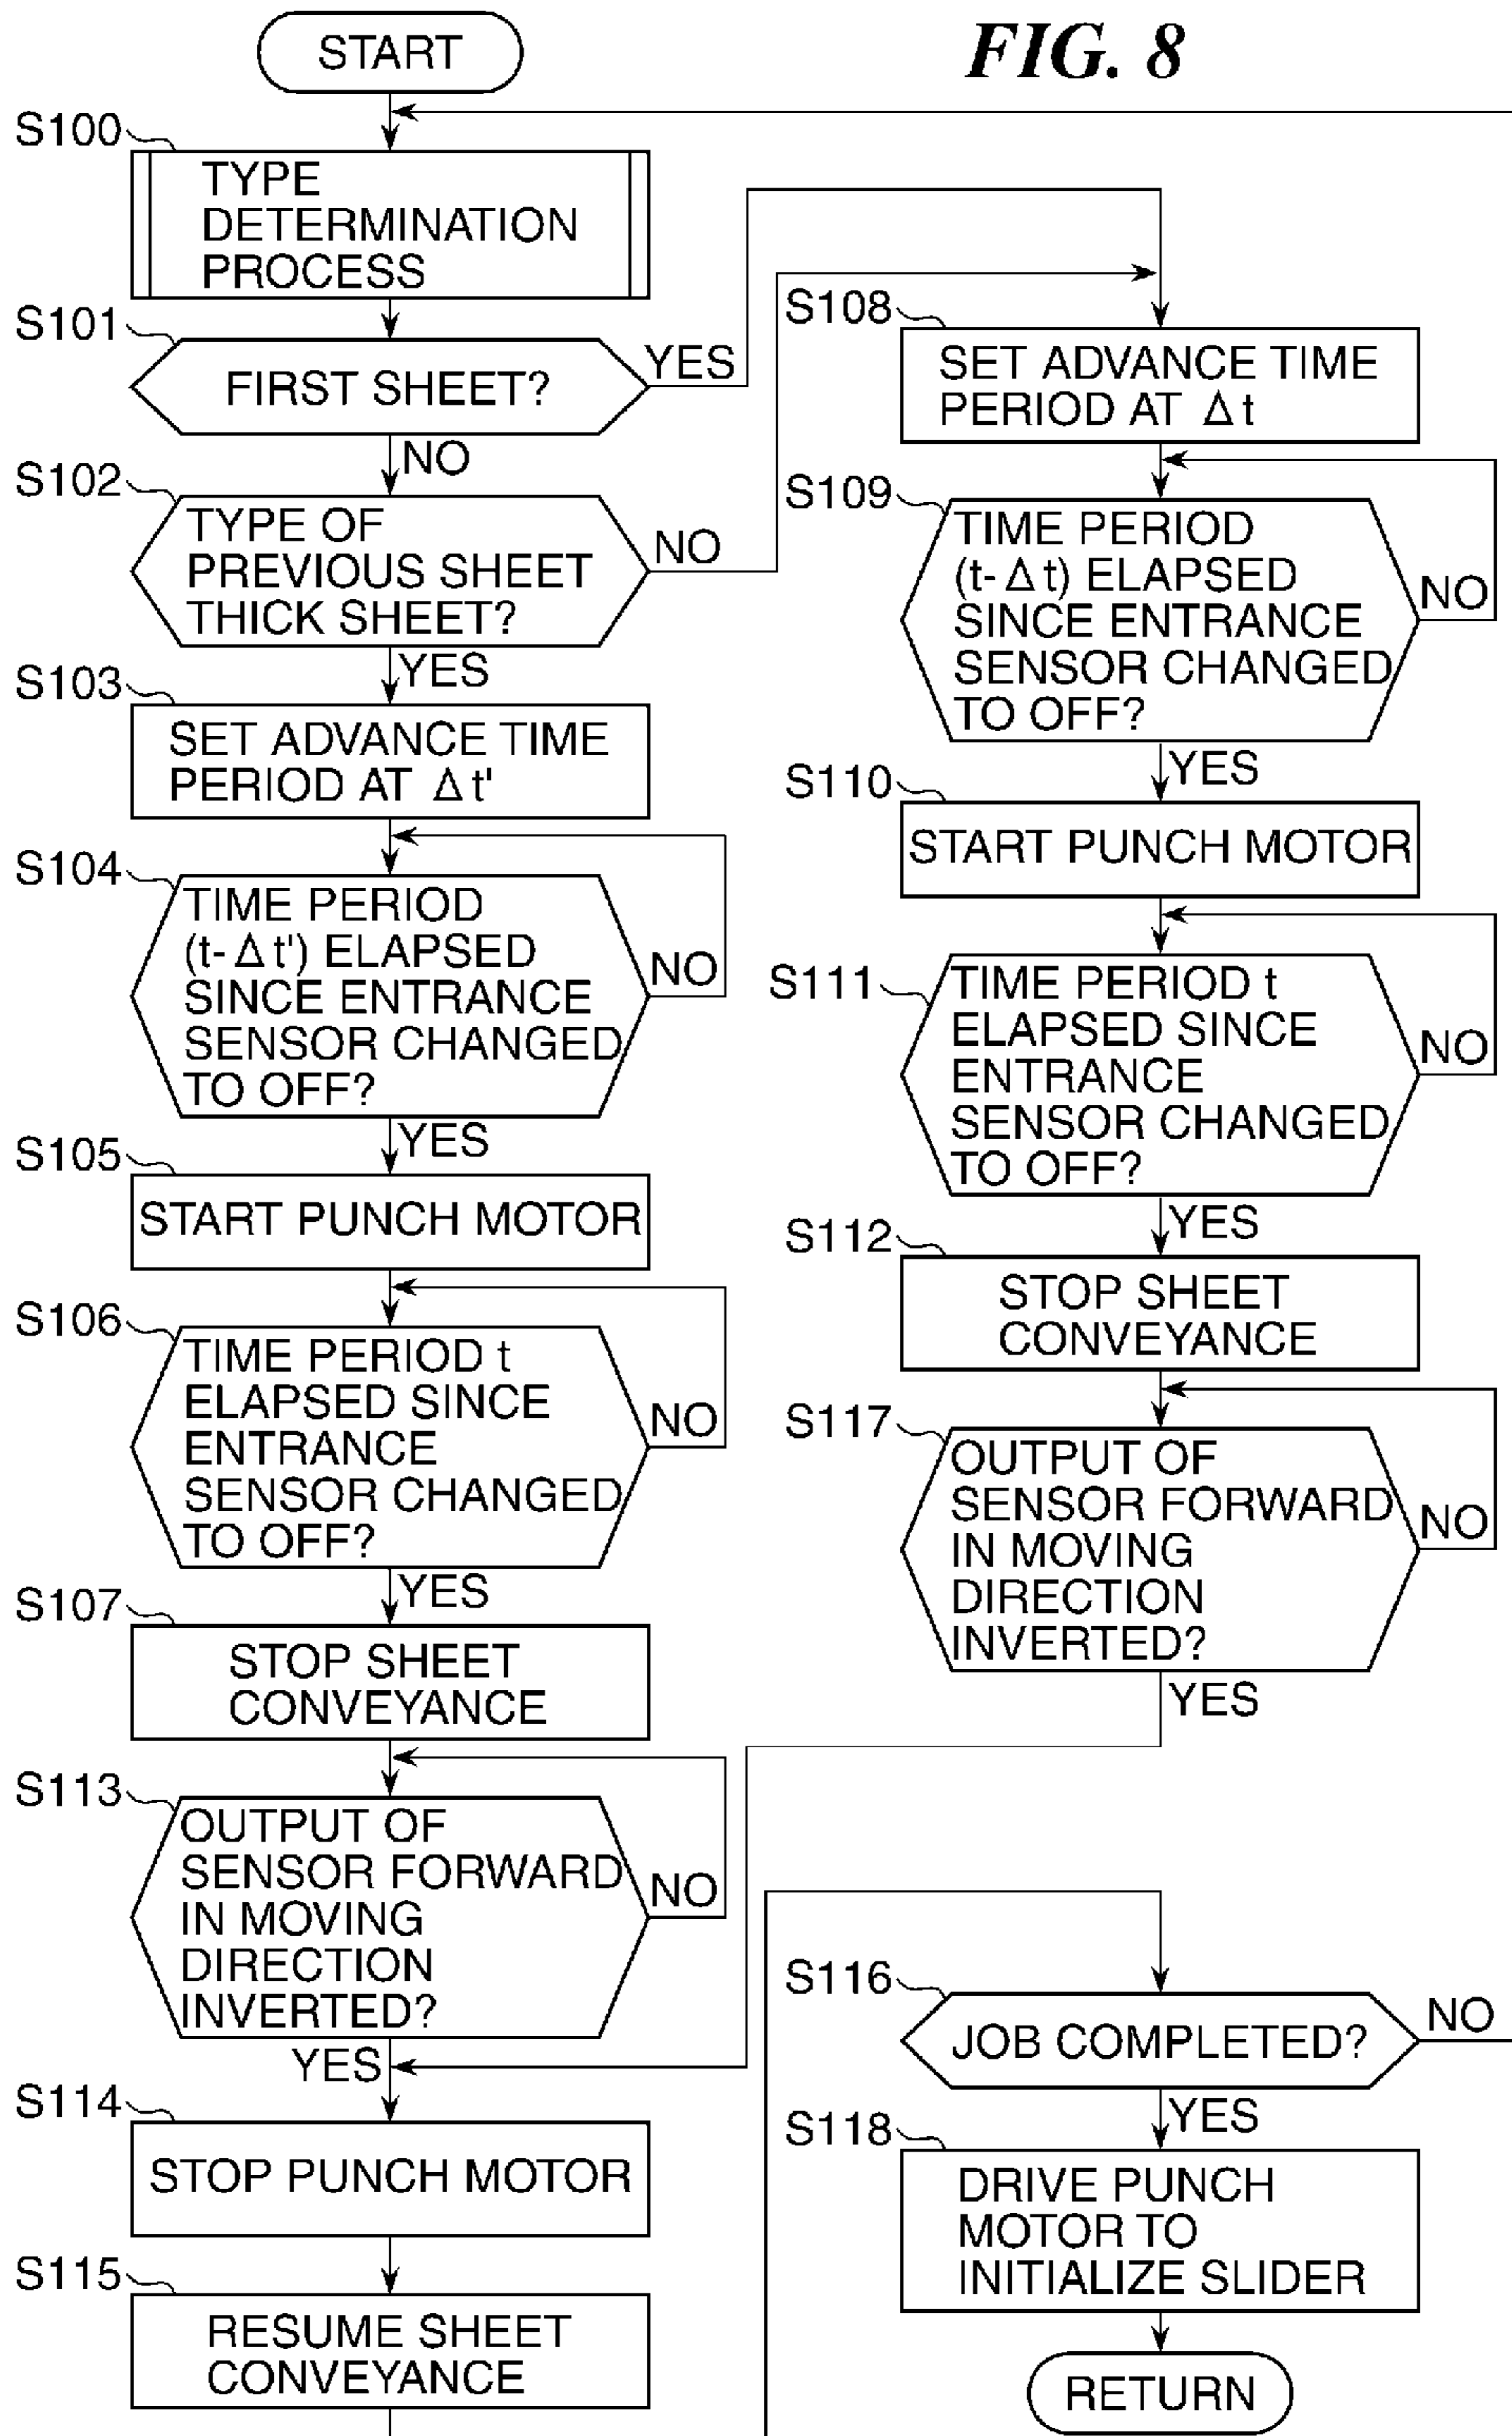 FIG. 8
START
S100
TYPE
DETERMINATION
PROCESS
S101
FIRST SHEET?
YES
NO
S102
TYPE OF
PREVIOUS SHEET
THICK SHEET?
NO
YES
S103
SET ADVANCE TIME
PERIOD AT Δt'
S104
TIME PERIOD
(t-Δt') ELAPSED
SINCE ENTRANCE
SENSOR CHANGED
TO OFF?
NO
YES
S105
START PUNCH MOTOR
S106
TIME PERIOD t
ELAPSED SINCE
ENTRANCE
SENSOR CHANGED
TO OFF?
NO
YES
S107
STOP SHEET
CONVEYANCE
S113
OUTPUT OF
SENSOR FORWARD
IN MOVING
DIRECTION
INVERTED?
NO
YES
S114
STOP PUNCH MOTOR
S115
RESUME SHEET
CONVEYANCE
S108
SET ADVANCE TIME
PERIOD AT Δt
S109
TIME PERIOD
(t-Δt) ELAPSED
SINCE ENTRANCE
SENSOR CHANGED
TO OFF?
NO
YES
S110
START PUNCH MOTOR
S111
TIME PERIOD t
ELAPSED SINCE
ENTRANCE
SENSOR CHANGED
TO OFF?
NO
YES
S112
STOP SHEET
CONVEYANCE
S117
OUTPUT OF
SENSOR FORWARD
IN MOVING
DIRECTION
INVERTED?
NO
YES
S116
JOB COMPLETED?
NO
YES
S118
DRIVE PUNCH
MOTOR TO
INITIALIZE SLIDER
RETURN